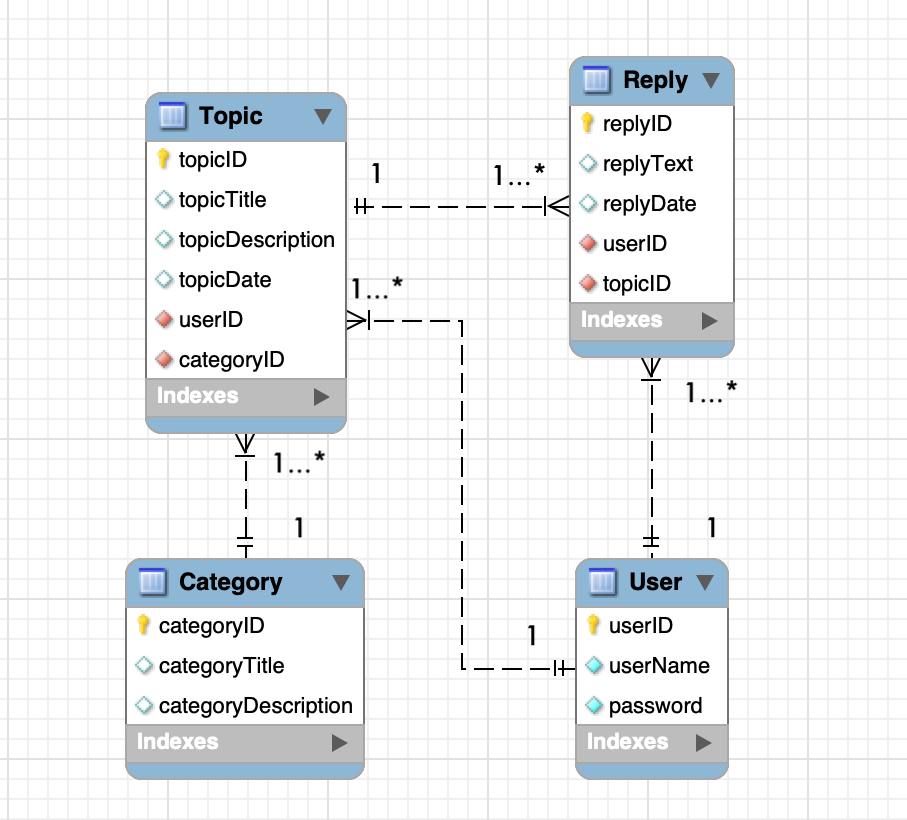 Topic
topicID
topicTitle
topicDescription
topicDate
userID
categoryID
Indexes
1
1...*
Reply
replyID
replyText
replyDate
userID
topicID
Indexes
1...*
1
1...*
1
1...*
1
Category
categoryID
categoryTitle
categoryDescription
Indexes
User
userID
userName
password
Indexes